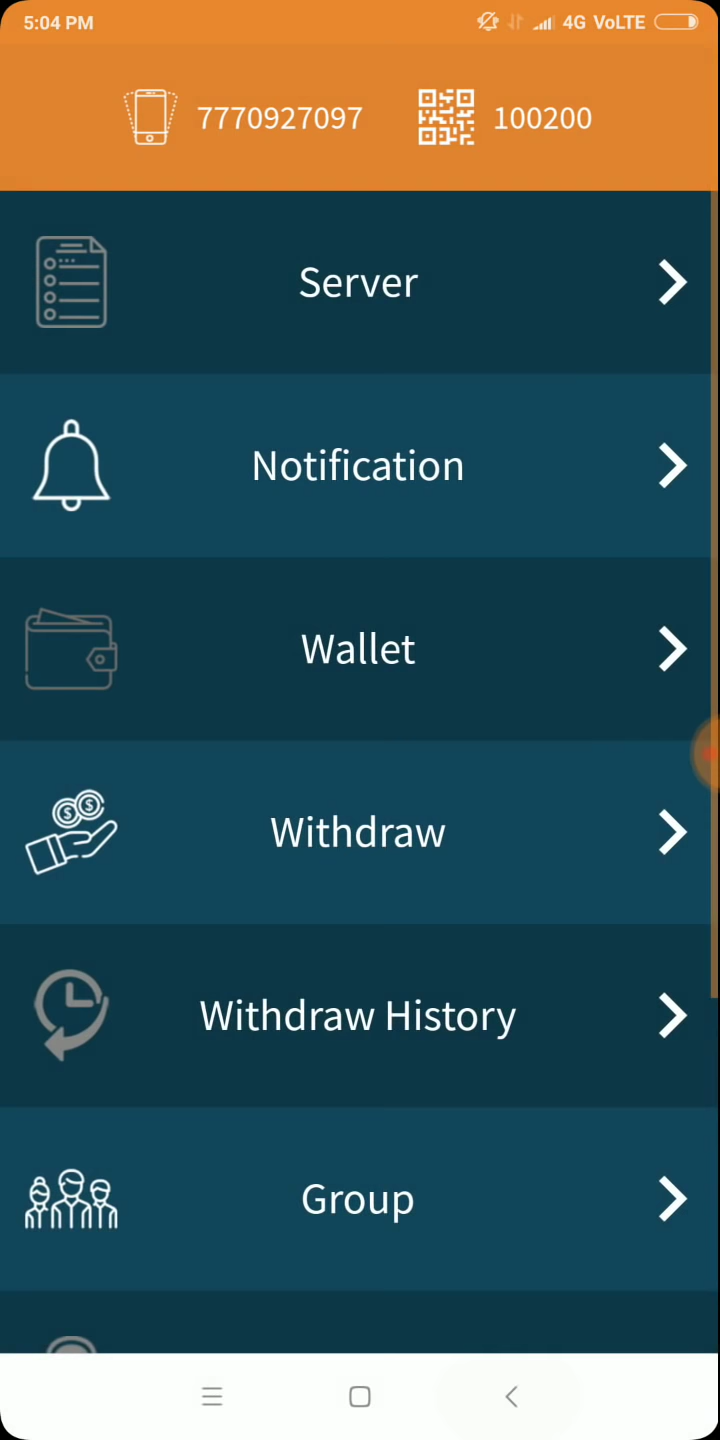 5:04 PM 4G VoLTE
7770927097 100200
Server
Notification
Wallet
Withdraw
Withdraw History
Group